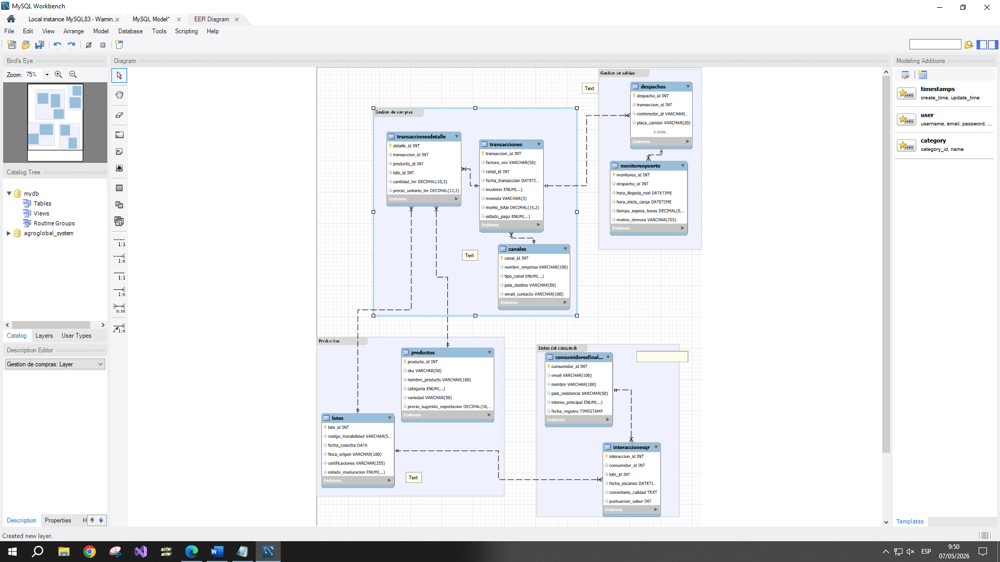 MySQL Workbench
Local instance MySQL83 - Warnin...
MySQL Model*
EER Diagram
File Edit View Arrange Model Database Tools Scripting Help
Bird's Eye
Zoom: 75%
Catalog Tree
mydb
Tables
Views
Routine Groups
agroglobal_system
Catalog Layers User Types
Description Editor
Gestion de compras: Layer
Description Properties H
Created new layer.
Diagram
1:1
1:n
1:1
1:n
n:m
1:n
Gestion de salidas
Text
despachos
despacho_id INT
transaccion_id INT
contenedor_id VARCHAR(...
placa_camion VARCHAR(20)
4 more...
Indexes
monitoreopuerto
monitoreo_id INT
despacho_id INT
hora_llegada_real DATETIME
hora_inicio_carga DATETIME
tiempo_espera_horas DECIMAL(5,...
motivo_demora VARCHAR(255)
Indexes
Gestion de compras
transaccionesdetalle
detalle_id INT
transaccion_id INT
producto_id INT
lote_id INT
cantidad_tm DECIMAL(10,3)
precio_unitario_tm DECIMAL(12,2)
Indexes
transacciones
transaccion_id INT
factura_nro VARCHAR(50)
canal_id INT
fecha_transaccion DATETI...
incoterm ENUM(...)
moneda VARCHAR(3)
monto_total DECIMAL(15,2)
estado_pago ENUM(...)
Indexes
Text
canales
canal_id INT
nombre_empresa VARCHAR(100)
tipo_canal ENUM(...)
pais_destino VARCHAR(50)
email_contacto VARCHAR(100)
Indexes
Produccion
productos
producto_id INT
sku VARCHAR(50)
nombre_producto VARCHAR(100)
categoria ENUM(...)
variedad VARCHAR(50)
precio_sugerido_exportacion DECIMAL(10,...
Indexes
lotes
lote_id INT
codigo_trazabilidad VARCHAR(5...
fecha_cosecha DATE
finca_origen VARCHAR(100)
certificaciones VARCHAR(255)
estado_maduracion ENUM(...)
Indexes
Text
Datos del consumid
consumidoresfinal...
consumidor_id INT
email VARCHAR(100)
nombre VARCHAR(100)
pais_residencia VARCHAR(50)
interes_principal ENUM(...)
fecha_registro TIMESTAMP
Indexes
interaccionesqr
interaccion_id INT
consumidor_id INT
lote_id INT
fecha_escaneo DATETI...
comentario_calidad TEXT
puntuacion_sabor INT
Indexes
Modeling Additions
timestamps
create_time, update_time
user
username, email, password, ...
category
category_id, name
Templates
ESP
9:50
07/05/2026